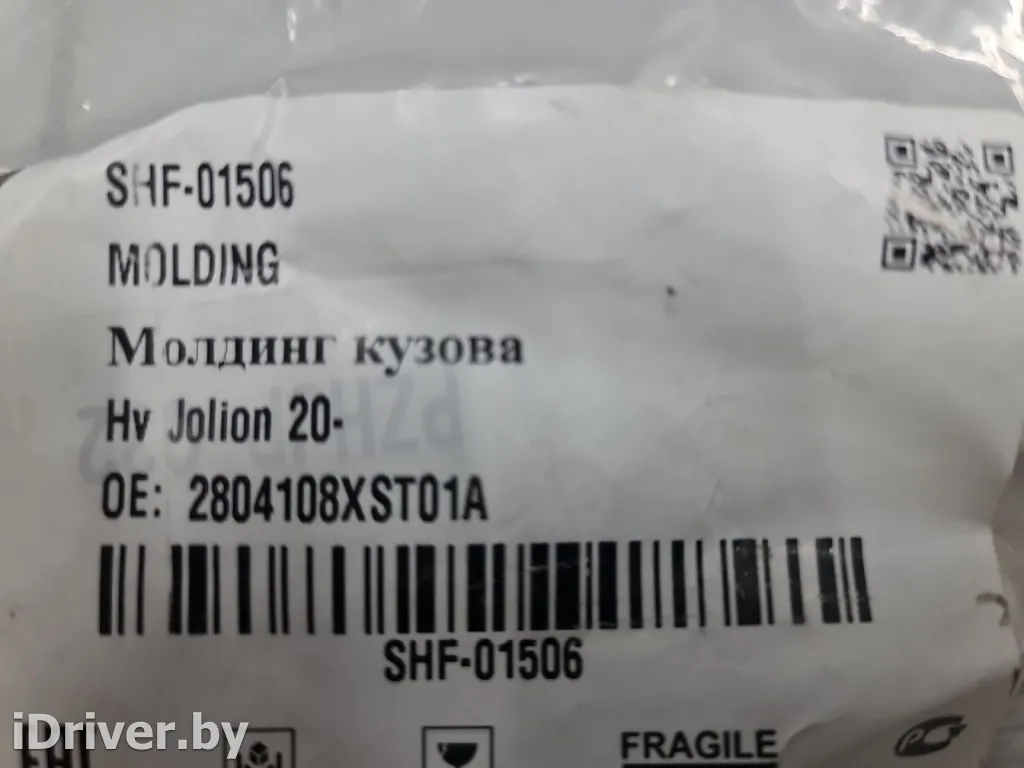 SHF-01506
MOLDING
Молдинг кузова
Hv Jolion 20-
OE: 2804108XST01A
SHF-01506
FRAGILE
iDriver.by